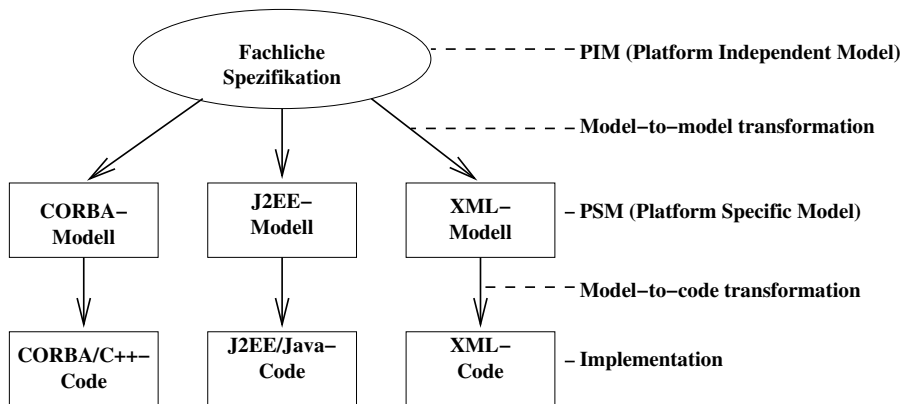 Fachliche
Spezifikation
PIM (Platform Independent Model)
Model-to-model transformation
CORBA-
Modell
J2EE-
Modell
XML-
Modell
PSM (Platform Specific Model)
Model-to-code transformation
CORBA/C++-
Code
J2EE/Java-
Code
XML-
Code
Implementation